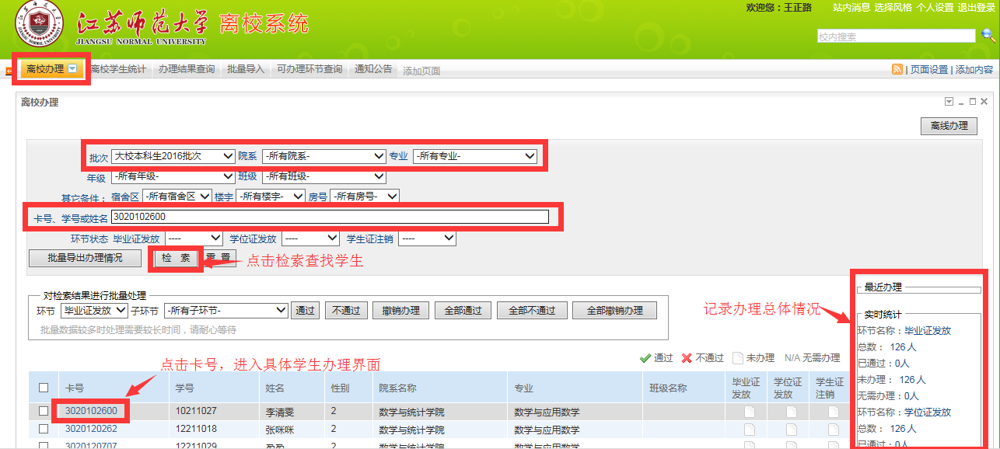 欢迎您：王正路 站内消息 选择风格 个人设置 退出登录
江苏师范大学 离校系统
JIANGSU NORMAL UNIVERSITY
校内搜索
离校办理 离校学生统计 办理结果查询 批量导入 可办理环节查询 通知公告 添加页面 | 页面设置 | 添加内容
离校办理
离线办理
批次 大校本科生2016批次 院系 -所有院系- 专业 -所有专业-
年级 -所有年级- 班级 -所有班级-
其它条件： 宿舍区 -所有宿舍区 楼宇 -所有楼宇- 房号 -所有房号-
卡号、学号或姓名 3020102600
环节状态 毕业证发放 ---- 学位证发放 ---- 学生证注销 ----
批量导出办理情况 检 索 重 置 点击检索查找学生
对检索结果进行批量处理
环节 毕业证发放 子环节 -所有子环节- 通过 不通过 撤销办理 全部通过 全部不通过 全部撤销办理
批量数据较多时处理需要较长时间，请耐心等待
记录办理总体情况
点击卡号，进入具体学生办理界面
通过 不通过 未办理 N/A 无需办理
卡号 学号 姓名 性别 院系名称 专业 班级名称 毕业证发放 学位证发放 学生证注销
3020102600 10211027 李清雯 2 数学与统计学院 数学与应用数学
3020120262 12211018 张咪咪 2 数学与统计学院 数学与应用数学
3020120707 12211029 2 数学与统计学院 数学与应用数学
最近办理
实时统计
环节名称：毕业证发放
总数： 126人
已通过：0人
未办理： 126人
无需办理：0人
环节名称：学位证发放
总数： 126人
已通过：0人